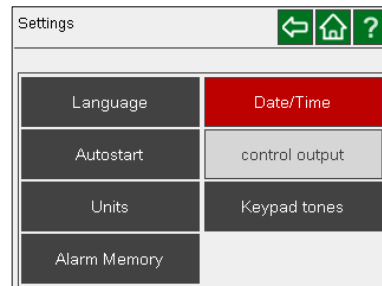 Settings
?
Language
Date/Time
Autostart
control output
Units
Keypad tones
Alarm Memory